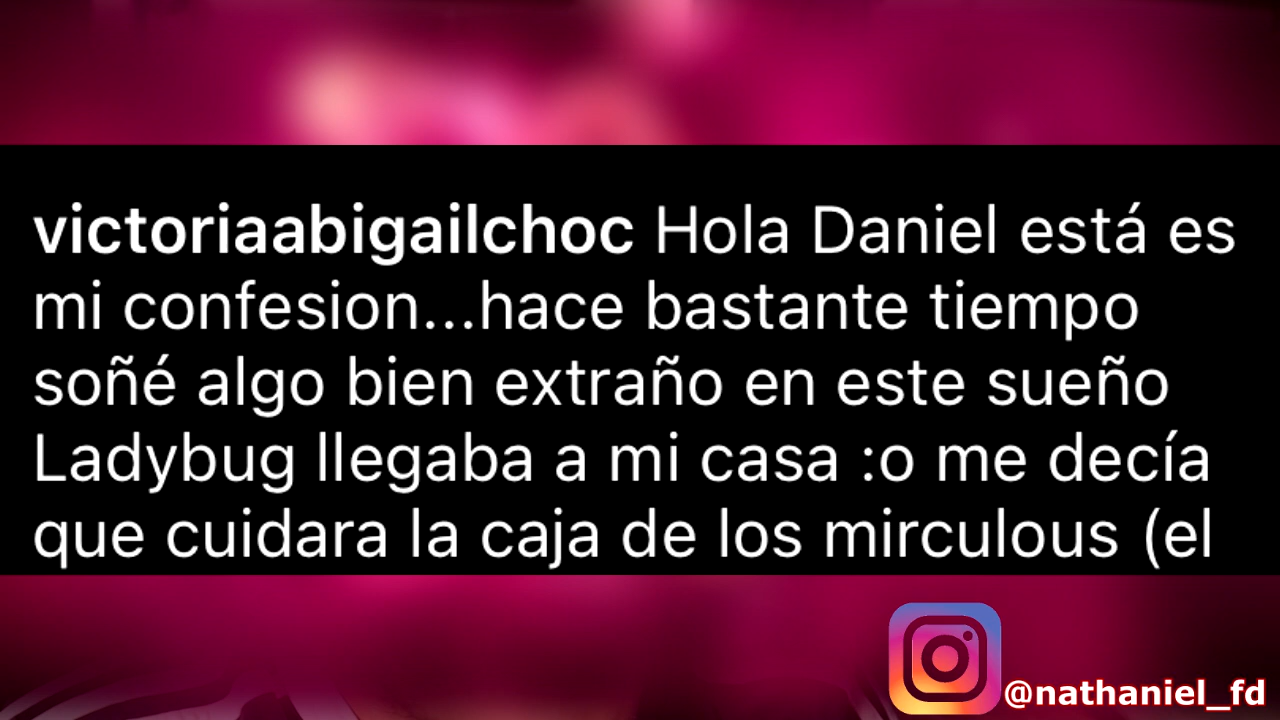 victoriaabigailchoc Hola Daniel está es
mi confesion...hace bastante tiempo
soñé algo bien extraño en este sueño
Ladybug llegaba a mi casa :o me decía
que cuidara la caja de los mirculous (el
@nathaniel_fd